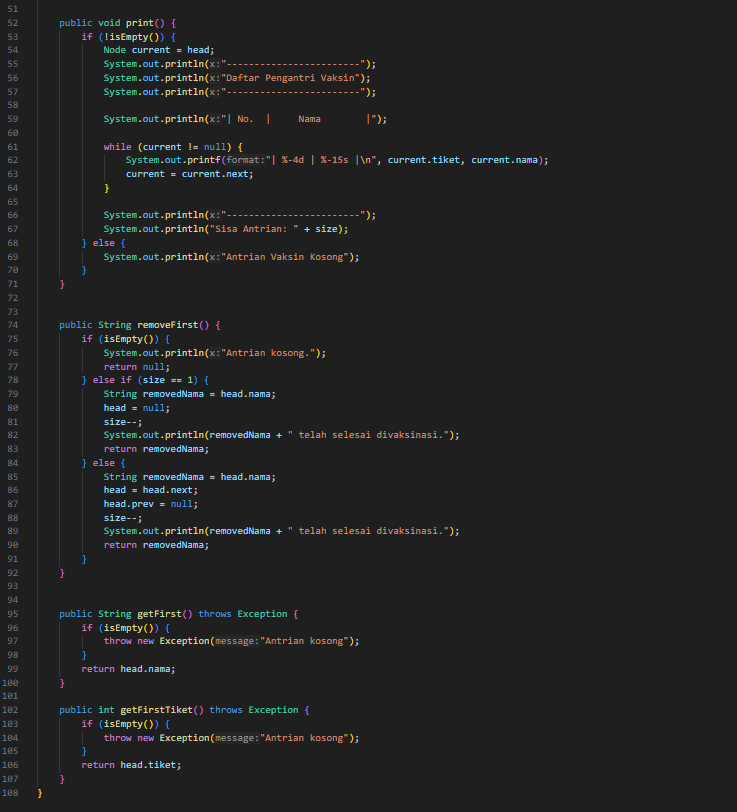 51
52 public void print() {
53 if (!isEmpty()) {
54 Node current = head;
55 System.out.println(x:"------------------------");
56 System.out.println(x:"Daftar Pengantri Vaksin");
57 System.out.println(x:"------------------------");
58
59 System.out.println(x:"| No.  |     Nama        |");
60
61 while (current != null) {
62 System.out.printf(format:"| %-4d | %-15s |\n", current.tiket, current.nama);
63 current = current.next;
64 }
65
66 System.out.println(x:"------------------------");
67 System.out.println("Sisa Antrian: " + size);
68 } else {
69 System.out.println(x:"Antrian Vaksin Kosong");
70 }
71 }
72
73
74 public String removeFirst() {
75 if (isEmpty()) {
76 System.out.println(x:"Antrian kosong.");
77 return null;
78 } else if (size == 1) {
79 String removedNama = head.nama;
80 head = null;
81 size--;
82 System.out.println(removedNama + " telah selesai divaksinasi.");
83 return removedNama;
84 } else {
85 String removedNama = head.nama;
86 head = head.next;
87 head.prev = null;
88 size--;
89 System.out.println(removedNama + " telah selesai divaksinasi.");
90 return removedNama;
91 }
92 }
93
94
95 public String getFirst() throws Exception {
96 if (isEmpty()) {
97 throw new Exception(message:"Antrian kosong");
98 }
99 return head.nama;
100 }
101
102 public int getFirstTiket() throws Exception {
103 if (isEmpty()) {
104 throw new Exception(message:"Antrian kosong");
105 }
106 return head.tiket;
107 }
108 }